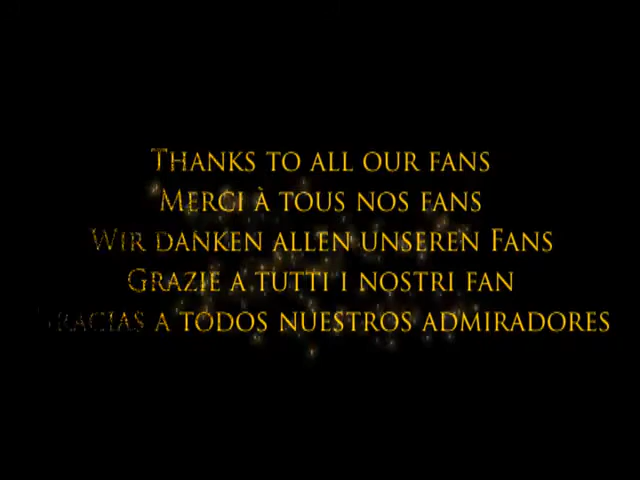 Thanks to all our fans
Merci à tous nos fans
Wir danken allen unseren Fans
Grazie a tutti i nostri fan
Gracias a todos nuestros admiradores